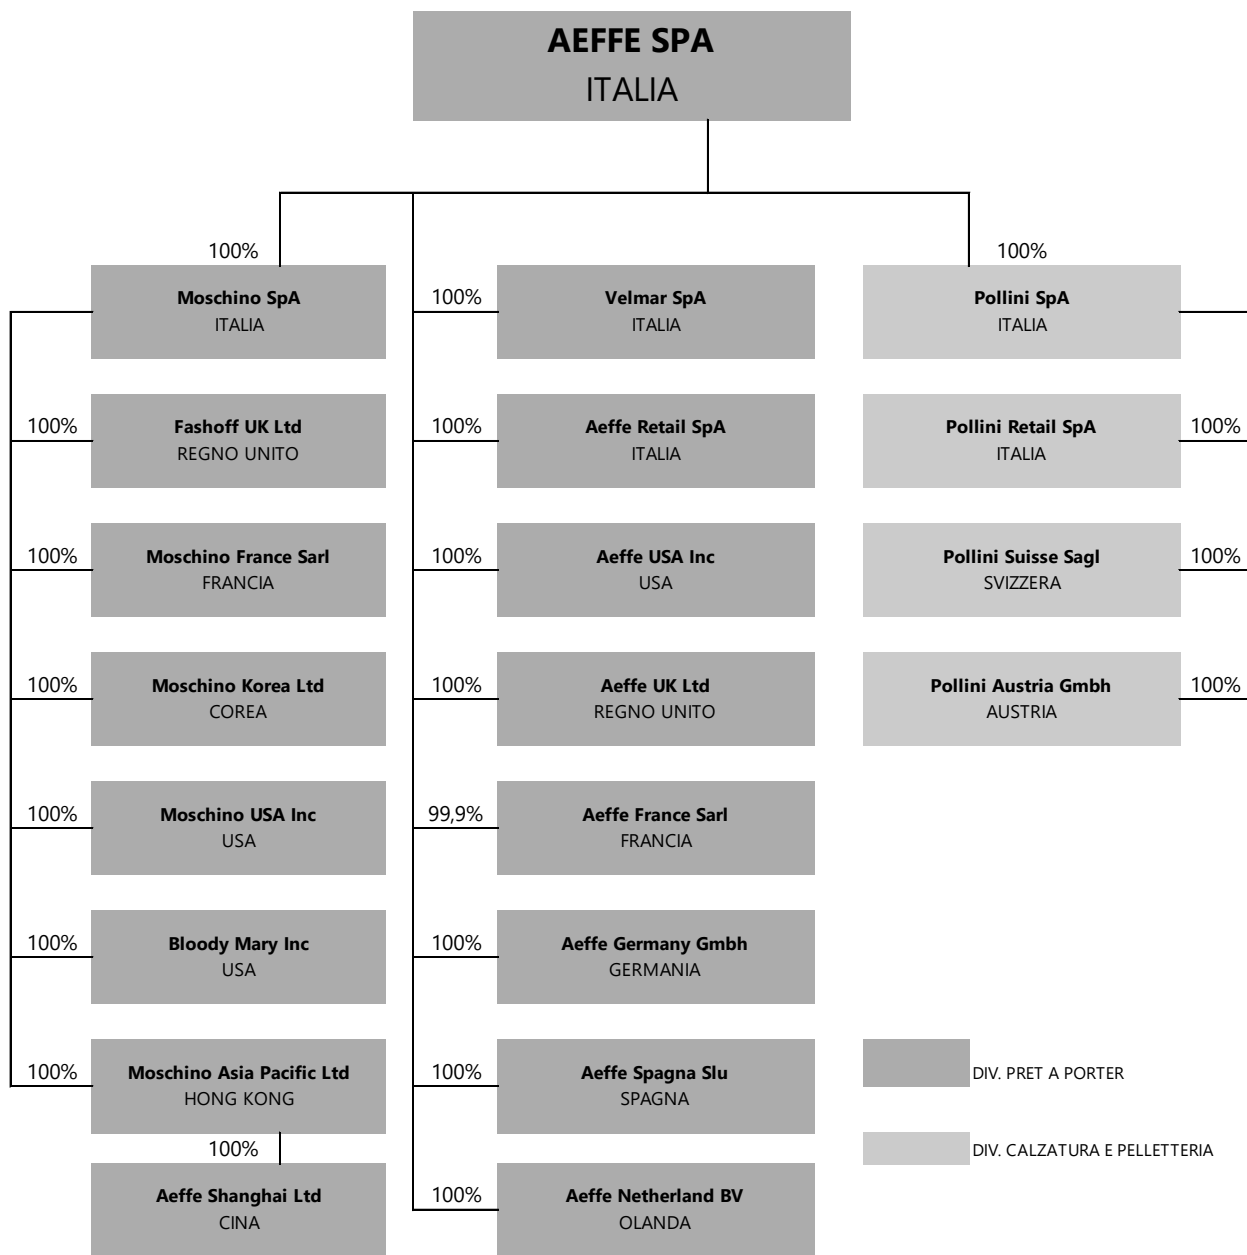 AEFFE SPA
ITALIA
100%
100%
Moschino SpA
ITALIA
100%
Velmar SpA
ITALIA
Pollini SpA
ITALIA
100%
Fashoff UK Ltd
REGNO UNITO
100%
Aeffe Retail SpA
ITALIA
Pollini Retail SpA
ITALIA
100%
100%
Moschino France Sarl
FRANCIA
100%
Aeffe USA Inc
USA
Pollini Suisse Sagl
SVIZZERA
100%
100%
Moschino Korea Ltd
COREA
100%
Aeffe UK Ltd
REGNO UNITO
Pollini Austria Gmbh
AUSTRIA
100%
100%
Moschino USA Inc
USA
99,9%
Aeffe France Sarl
FRANCIA
100%
Bloody Mary Inc
USA
100%
Aeffe Germany Gmbh
GERMANIA
100%
Moschino Asia Pacific Ltd
HONG KONG
100%
Aeffe Spagna Slu
SPAGNA
DIV. PRET A PORTER
100%
Aeffe Shanghai Ltd
CINA
100%
Aeffe Netherland BV
OLANDA
DIV. CALZATURA E PELLETTERIA